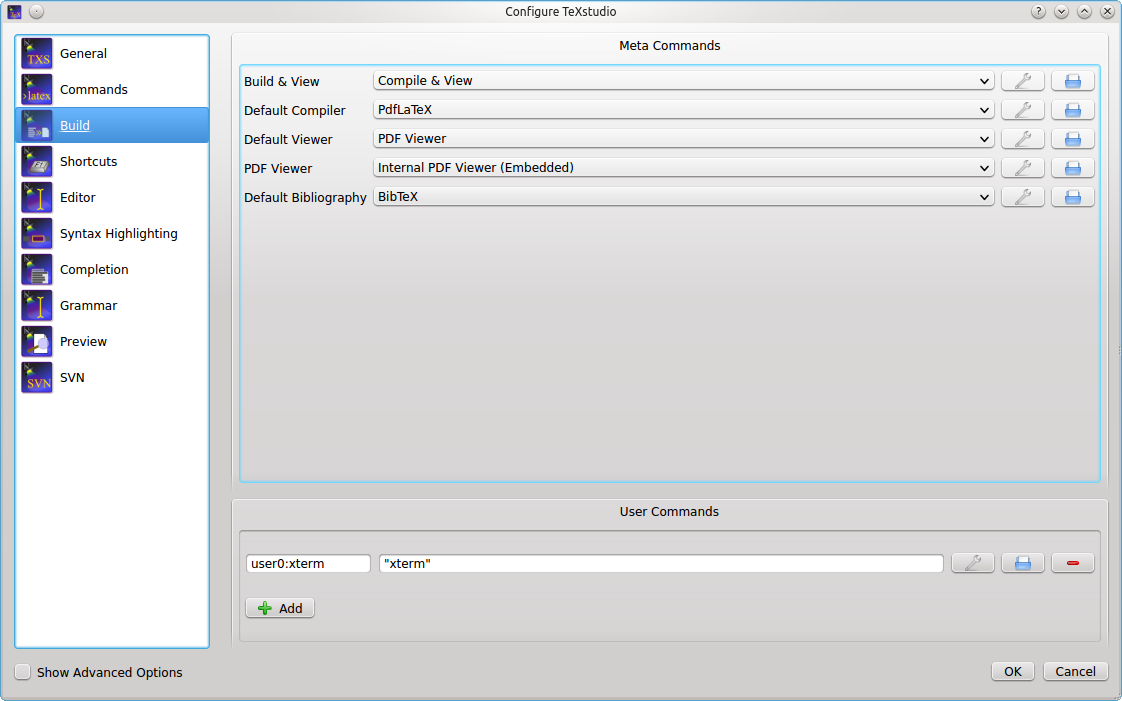 Configure TeXstudio
TXS General
>latex Commands
Build
Shortcuts
Editor
Syntax Highlighting
Completion
Grammar
Preview
SVN SVN
Meta Commands
Build & View Compile & View
Default Compiler PdfLaTeX
Default Viewer PDF Viewer
PDF Viewer Internal PDF Viewer (Embedded)
Default Bibliography BibTeX
User Commands
user0:xterm "xterm"
Add
Show Advanced Options
OK Cancel